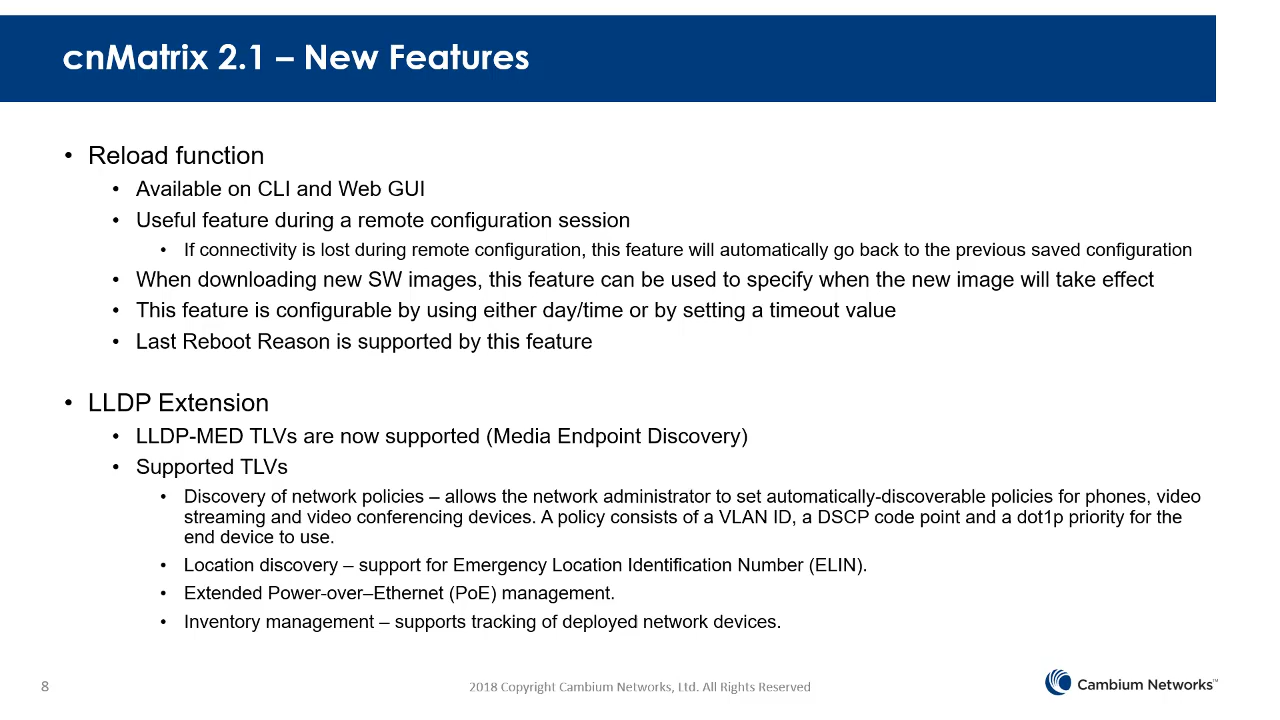 cnMatrix 2.1 – New Features
• Reload function
• Available on CLI and Web GUI
• Useful feature during a remote configuration session
• If connectivity is lost during remote configuration, this feature will automatically go back to the previous saved configuration
• When downloading new SW images, this feature can be used to specify when the new image will take effect
• This feature is configurable by using either day/time or by setting a timeout value
• Last Reboot Reason is supported by this feature
• LLDP Extension
• LLDP-MED TLVs are now supported (Media Endpoint Discovery)
• Supported TLVs
• Discovery of network policies – allows the network administrator to set automatically-discoverable policies for phones, video
streaming and video conferencing devices. A policy consists of a VLAN ID, a DSCP code point and a dot1p priority for the
end device to use.
• Location discovery – support for Emergency Location Identification Number (ELIN).
• Extended Power-over–Ethernet (PoE) management.
• Inventory management – supports tracking of deployed network devices.
8
2018 Copyright Cambium Networks, Ltd. All Rights Reserved
Cambium Networks™